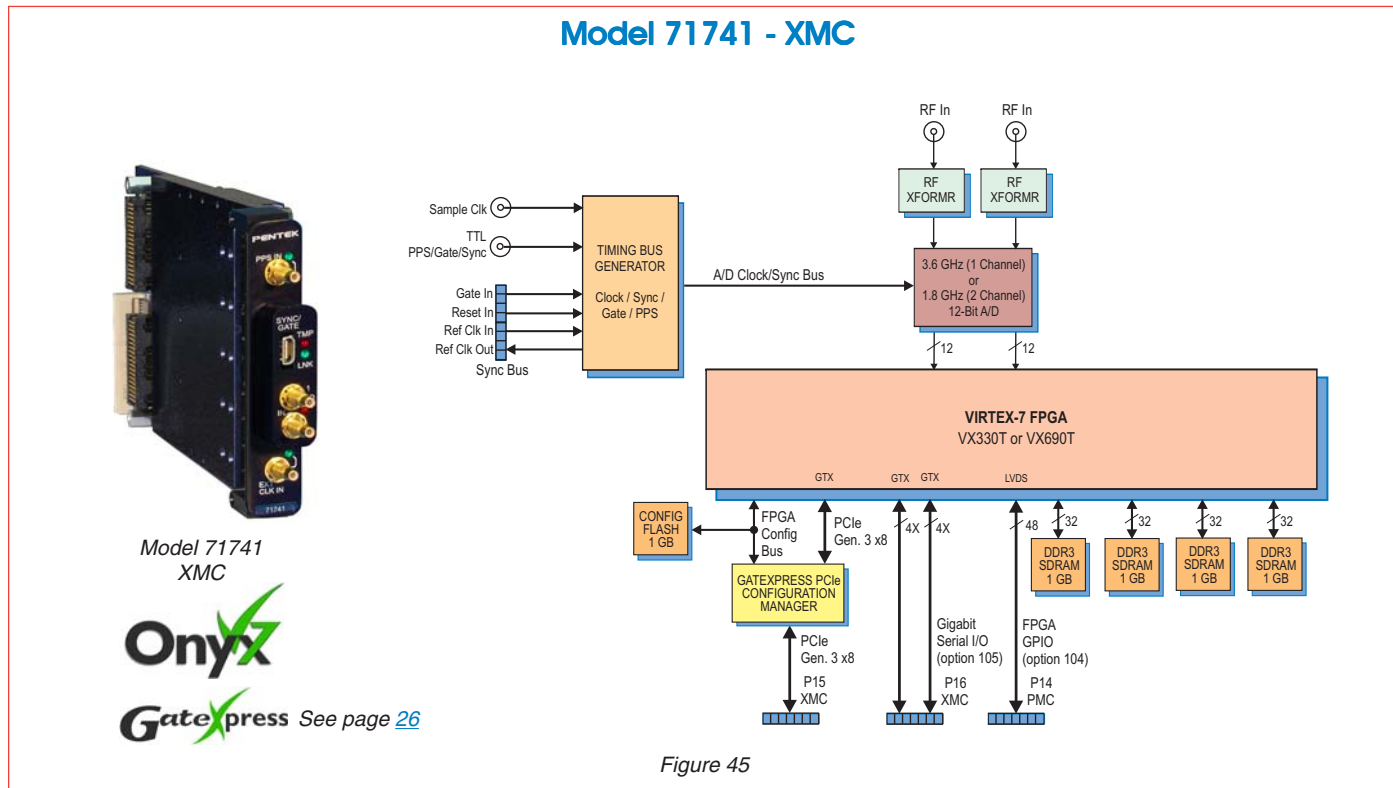 Model 71741 - XMC
RF In
RF In
RF
XFORMR
RF
XFORMR
Sample Clk
TTL
PPS/Gate/Sync
Gate In
Reset In
Ref Clk In
Ref Clk Out
Sync Bus
TIMING BUS
GENERATOR
Clock / Sync /
Gate / PPS
A/D Clock/Sync Bus
3.6 GHz (1 Channel)
or
1.8 GHz (2 Channel)
12-Bit A/D
12
12
VIRTEX-7 FPGA
VX330T or VX690T
GTX
GTX
GTX
LVDS
CONFIG
FLASH
1 GB
FPGA
Config
Bus
PCIe
Gen. 3 x8
4X
4X
48
32
32
32
32
DDR3
SDRAM
1 GB
DDR3
SDRAM
1 GB
DDR3
SDRAM
1 GB
DDR3
SDRAM
1 GB
GATEXPRESS PCIe
CONFIGURATION
MANAGER
PCIe
Gen. 3 x8
P15
XMC
Gigabit
Serial I/O
(option 105)
P16
XMC
FPGA
GPIO
(option 104)
P14
PMC
PENTEK
PPS IN
SYNC/
GATE
TMP
LNK
CLK IN
71741
Model 71741
XMC
Onyx7
GateXpress See page 26
Figure 45